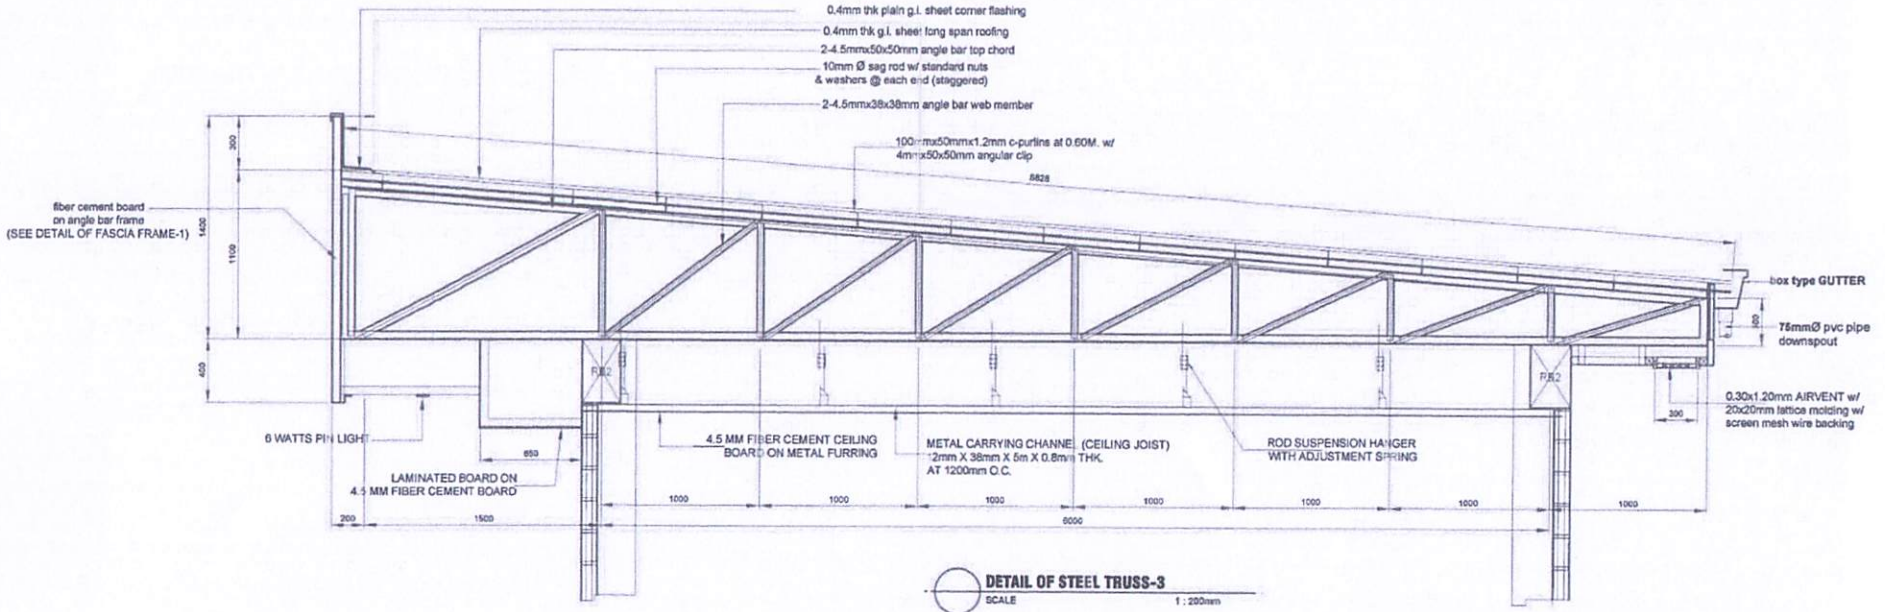 0.4mm thk plain g.i. sheet corner flashing
0.4mm thk g.i. sheet long span roofing
2-4.5mmx50x50mm angle bar top chord
10mm Ø sag rod w/ standard nuts
& washers @ each end (staggered)
2-4.5mmx38x38mm angle bar web member
100mmx50mmx1.2mm c-purlins at 0.60M. w/
4mmx50x50mm angular clip
8828
300
1400
1100
400
fiber cement board
on angle bar frame
(SEE DETAIL OF FASCIA FRAME-1)
box type GUTTER
300
75mmØ pvc pipe
downspout
RB2
RB2
0.30x1.20mm AIRVENT w/
20x20mm lattice molding w/
screen mesh wire backing
300
6 WATTS PIN LIGHT
650
LAMINATED BOARD ON
4.5 MM FIBER CEMENT BOARD
4.5 MM FIBER CEMENT CEILING
BOARD ON METAL FURRING
METAL CARRYING CHANNEL (CEILING JOIST)
12mm X 38mm X 5m X 0.8mm THK.
AT 1200mm O.C.
ROD SUSPENSION HANGER
WITH ADJUSTMENT SPRING
1000
1000
1000
1000
1000
1000
1000
200
1500
6000
DETAIL OF STEEL TRUSS-3
SCALE 1 : 200mm